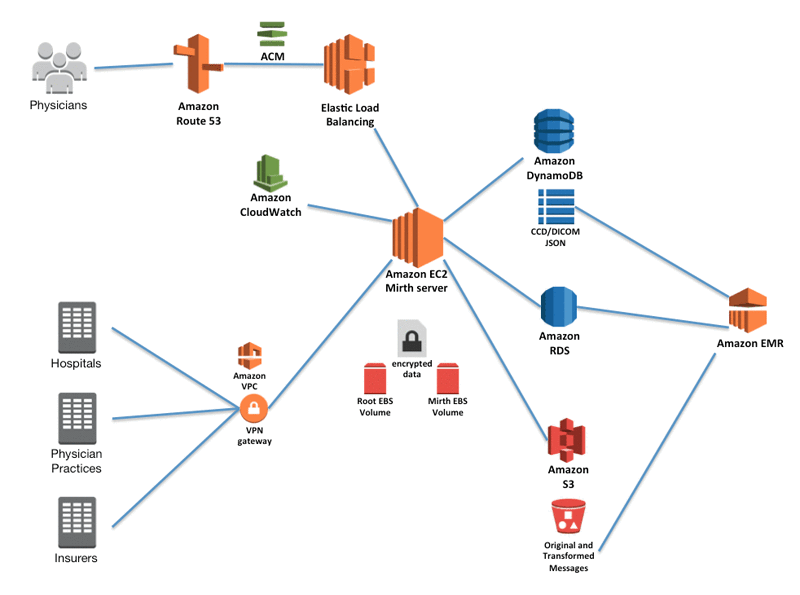 Physicians
Amazon
Route 53
ACM
Elastic Load
Balancing
Amazon
CloudWatch
Amazon EC2
Mirth server
Amazon
DynamoDB
CCD/DICOM
JSON
Amazon
RDS
Amazon EMR
Hospitals
Physician
Practices
Insurers
Amazon
VPC
VPN
gateway
encrypted
data
Root EBS
Volume
Mirth EBS
Volume
Amazon
S3
Original and
Transformed
Messages